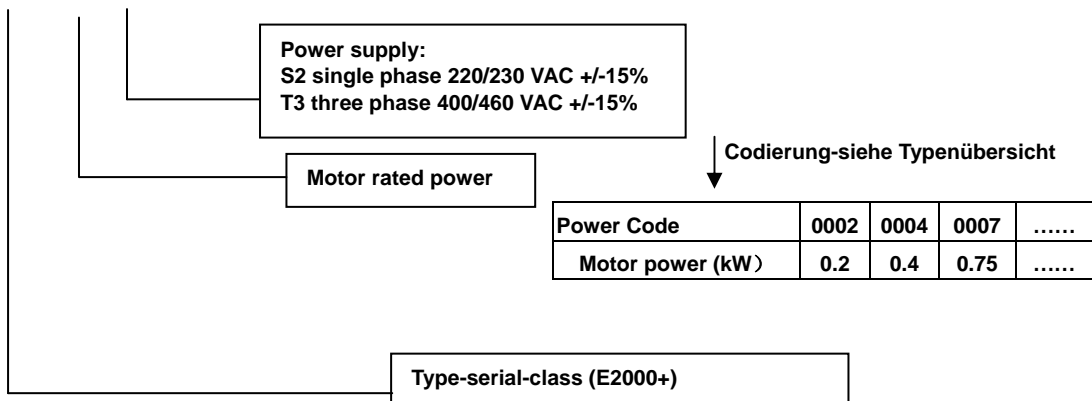 Power supply:
S2 single phase 220/230 VAC +/-15%
T3 three phase 400/460 VAC +/-15%
Codierung-siehe Typenübersicht
Motor rated power
Power Code 0002 0004 0007 ……
Motor power (kW） 0.2 0.4 0.75 ……
Type-serial-class (E2000+)